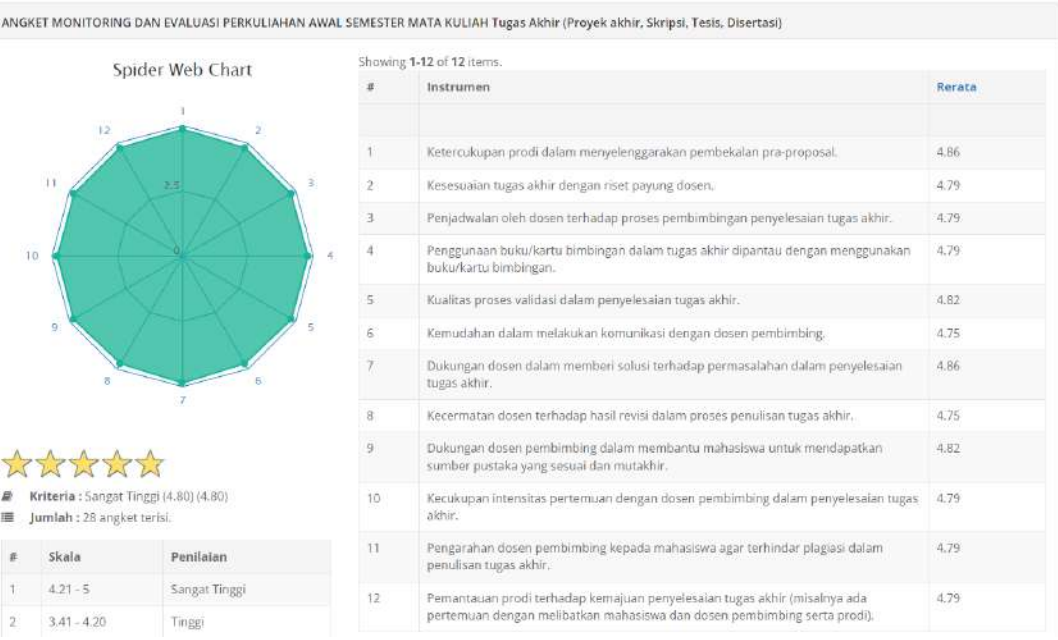 ANGKET MONITORING DAN EVALUASI PERKULIAHAN AWAL SEMESTER MATA KULIAH Tugas Akhir (Proyek akhir, Skripsi, Tesis, Disertasi)
Spider Web Chart
1
2
3
4
5
6
7
8
9
10
11
12
2.5
0
Kriteria : Sangat Tinggi (4.80) (4.80)
Jumlah : 28 angket terisi.
# Skala Penilaian
1 4.21 - 5 Sangat Tinggi
2 3.41 - 4.20 Tinggi
Showing 1-12 of 12 items.
# Instrumen Rerata
1 Ketercukupan prodi dalam menyelenggarakan pembekalan pra-proposal. 4.86
2 Kesesuaian tugas akhir dengan riset payung dosen. 4.79
3 Penjadwalan oleh dosen terhadap proses pembimbingan penyelesaian tugas akhir. 4.79
4 Penggunaan buku/kartu bimbingan dalam tugas akhir dipantau dengan menggunakan 4.79
buku/kartu bimbingan.
5 Kualitas proses validasi dalam penyelesaian tugas akhir. 4.82
6 Kemudahan dalam melakukan komunikasi dengan dosen pembimbing. 4.75
7 Dukungan dosen dalam memberi solusi terhadap permasalahan dalam penyelesaian 4.86
tugas akhir.
8 Kecermatan dosen terhadap hasil revisi dalam proses penulisan tugas akhir. 4.75
9 Dukungan dosen pembimbing dalam membantu mahasiswa untuk mendapatkan 4.82
sumber pustaka yang sesuai dan mutakhir.
10 Kecukupan intensitas pertemuan dengan dosen pembimbing dalam penyelesaian tugas 4.79
akhir.
11 Pengarahan dosen pembimbing kepada mahasiswa agar terhindar plagiasi dalam 4.79
penulisan tugas akhir.
12 Pemantauan prodi terhadap kemajuan penyelesaian tugas akhir (misalnya ada 4.79
pertemuan dengan melibatkan mahasiswa dan dosen pembimbing serta prodi).